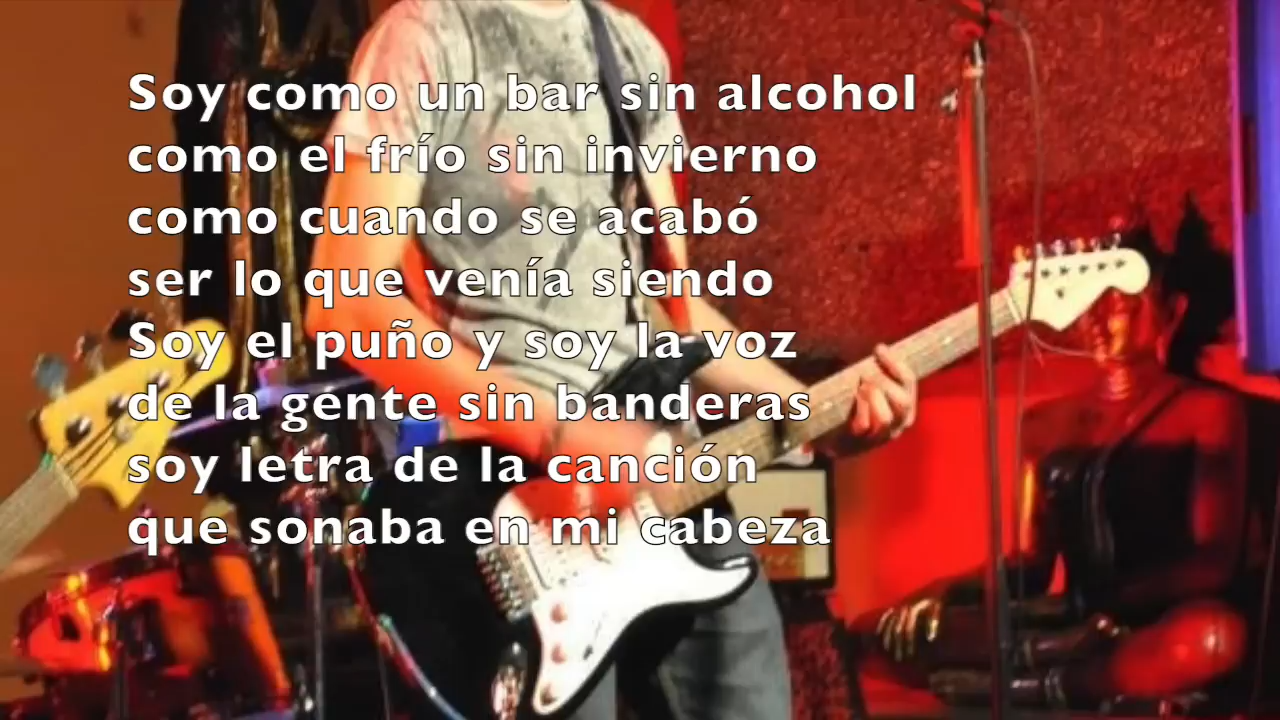 Soy como un bar sin alcohol
como el frío sin invierno
como cuando se acabó
ser lo que venía siendo
Soy el puño y soy la voz
de la gente sin banderas
soy letra de la canción
que sonaba en mi cabeza